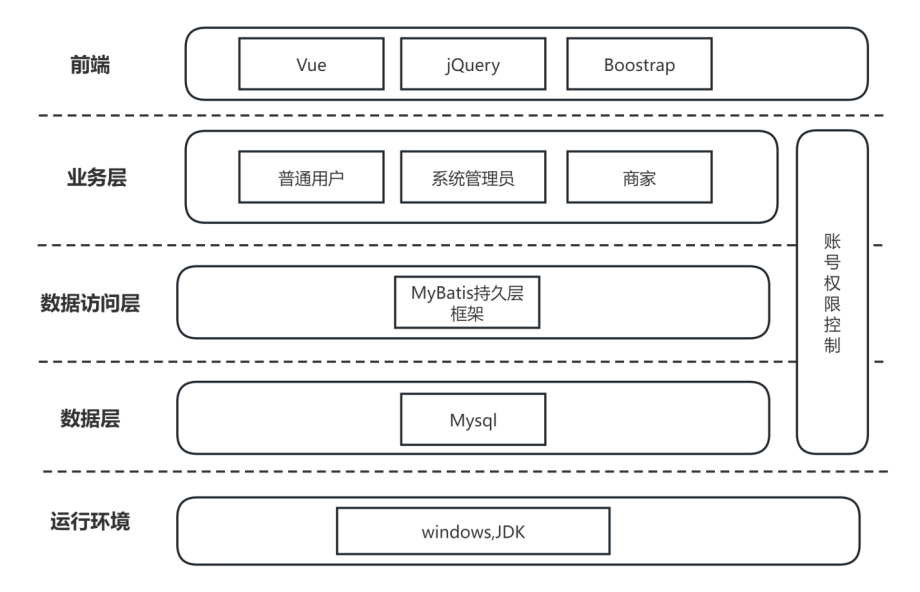 前端
Vue
jQuery
Boostrap
业务层
普通用户
系统管理员
商家
账
号
权
限
控
制
数据访问层
MyBatis持久层
框架
数据层
Mysql
运行环境
windows,JDK